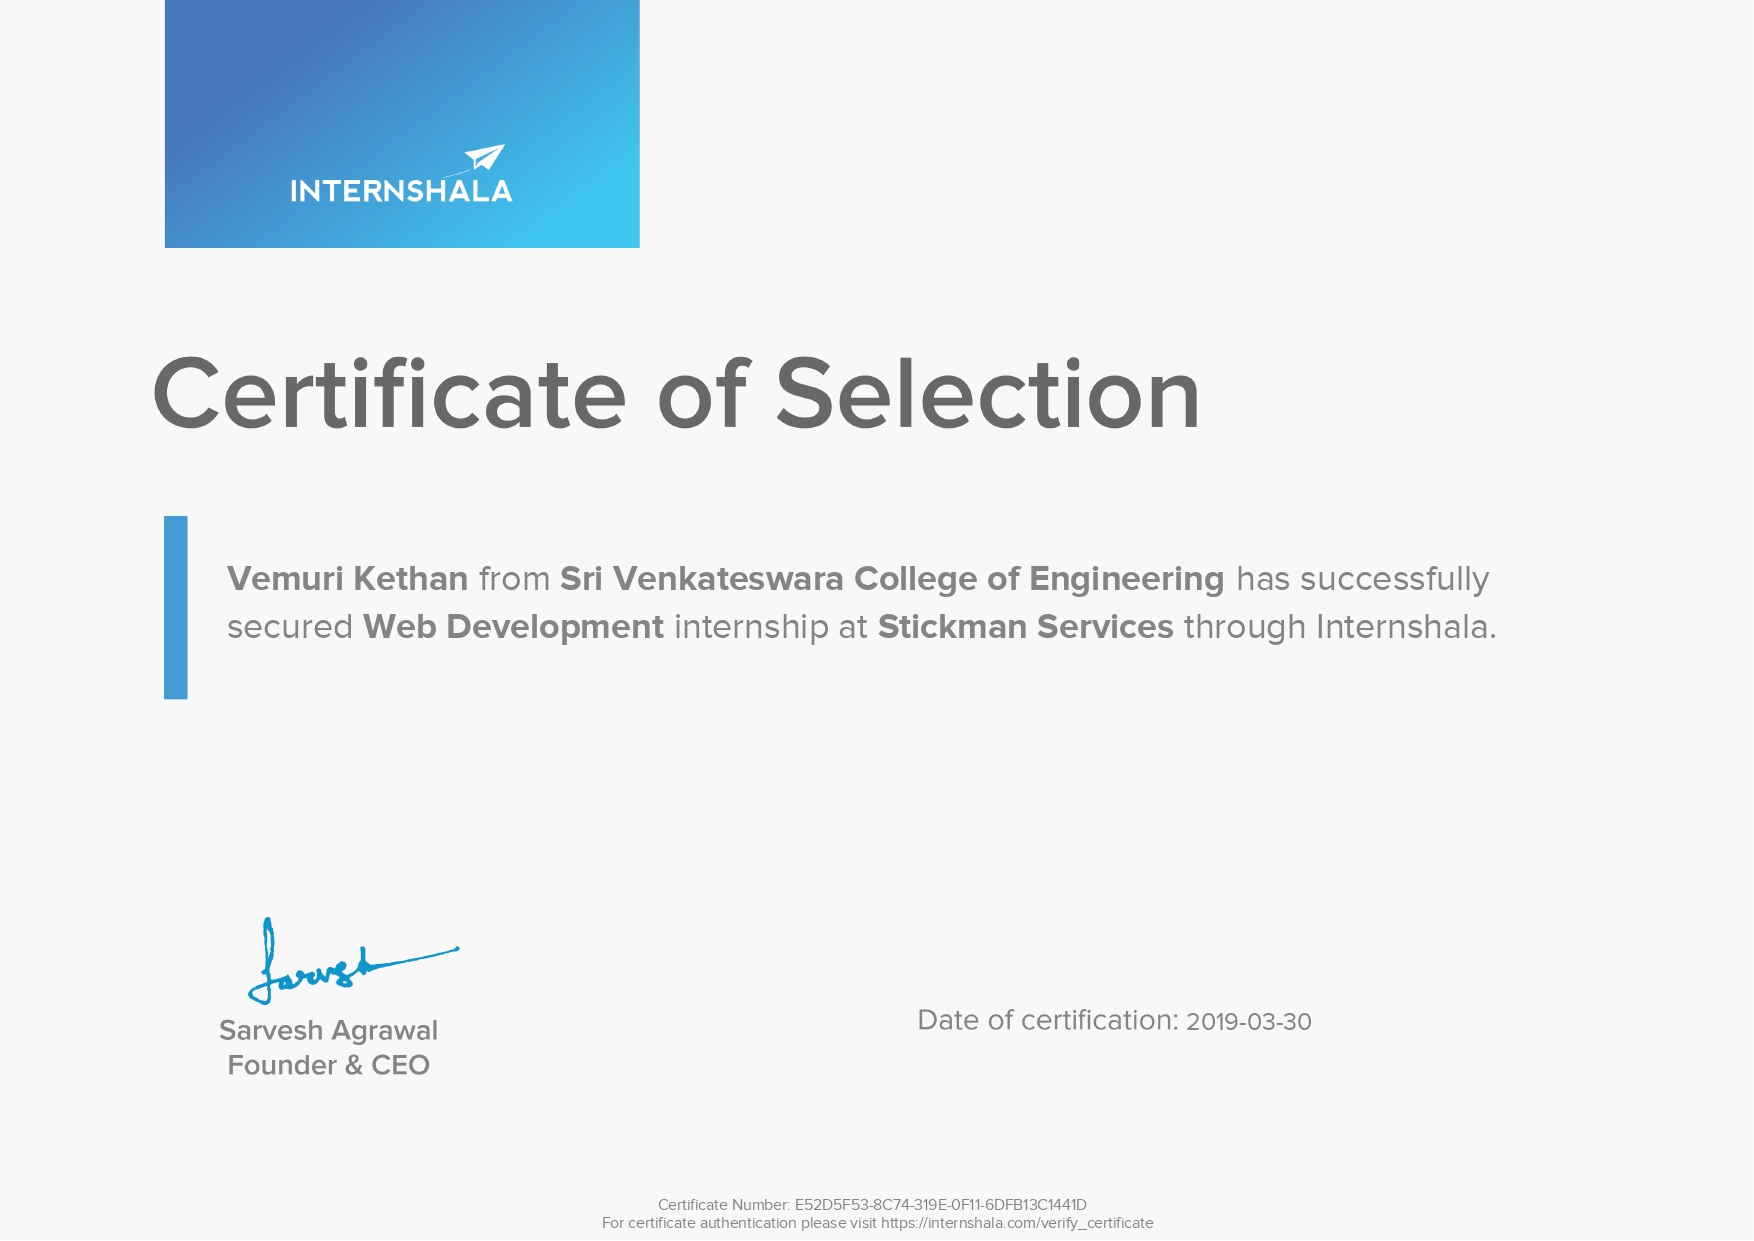 INTERNSHALA
Certificate of Selection
Vemuri Kethan from Sri Venkateswara College of Engineering has successfully
secured Web Development internship at Stickman Services through Internshala.
Sarvesh
Sarvesh Agrawal
Founder & CEO
Date of certification: 2019-03-30
Certificate Number: E52D5F53-8C74-319E-0F11-6DFB13C1441D
For certificate authentication please visit https://internshala.com/verify_certificate